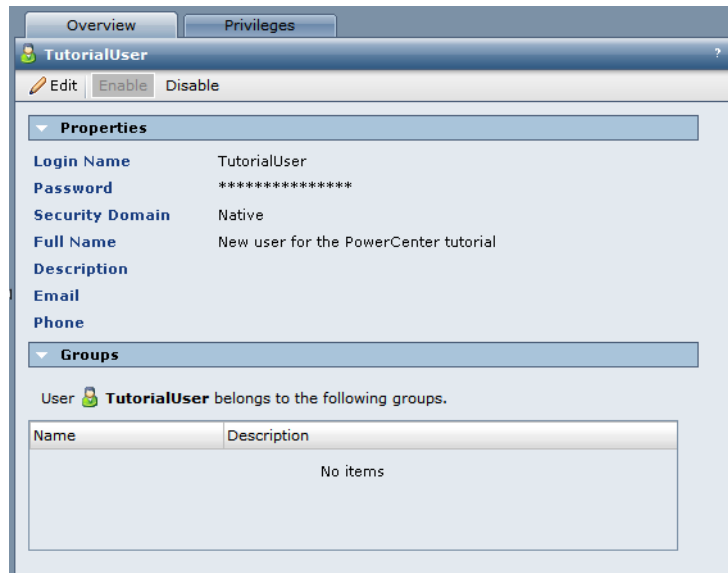 Overview Privileges
TutorialUser ?
Edit Enable Disable
Properties
Login Name TutorialUser
Password ***************
Security Domain Native
Full Name New user for the PowerCenter tutorial
Description
Email
Phone
Groups
User TutorialUser belongs to the following groups.
Name Description
No items